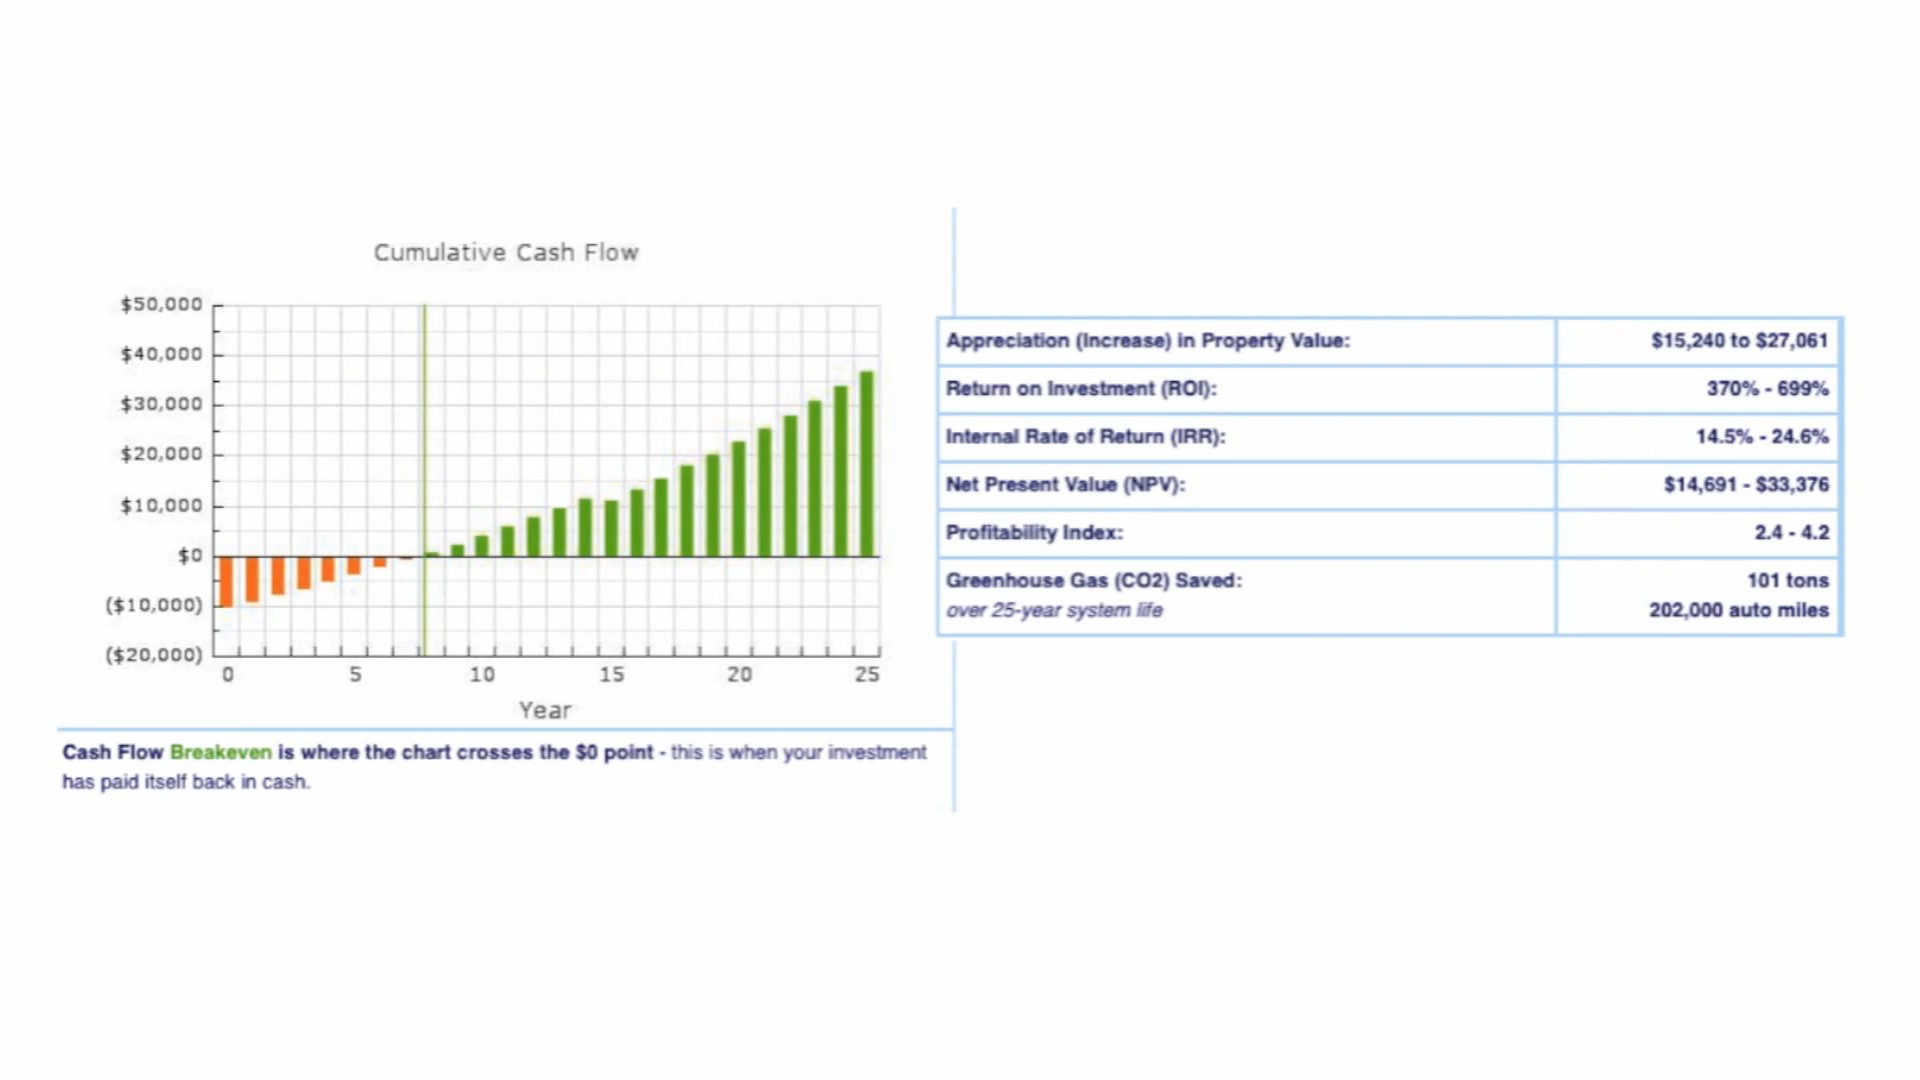 Cumulative Cash Flow
$50,000
$40,000
$30,000
$20,000
$10,000
$0
($10,000)
($20,000)
0 5 10 15 20 25
Year
Cash Flow Breakeven is where the chart crosses the $0 point - this is when your investment
has paid itself back in cash.
Appreciation (Increase) in Property Value: $15,240 to $27,061
Return on Investment (ROI): 370% - 699%
Internal Rate of Return (IRR): 14.5% - 24.6%
Net Present Value (NPV): $14,691 - $33,376
Profitability Index: 2.4 - 4.2
Greenhouse Gas (CO2) Saved: 101 tons
over 25-year system life 202,000 auto miles